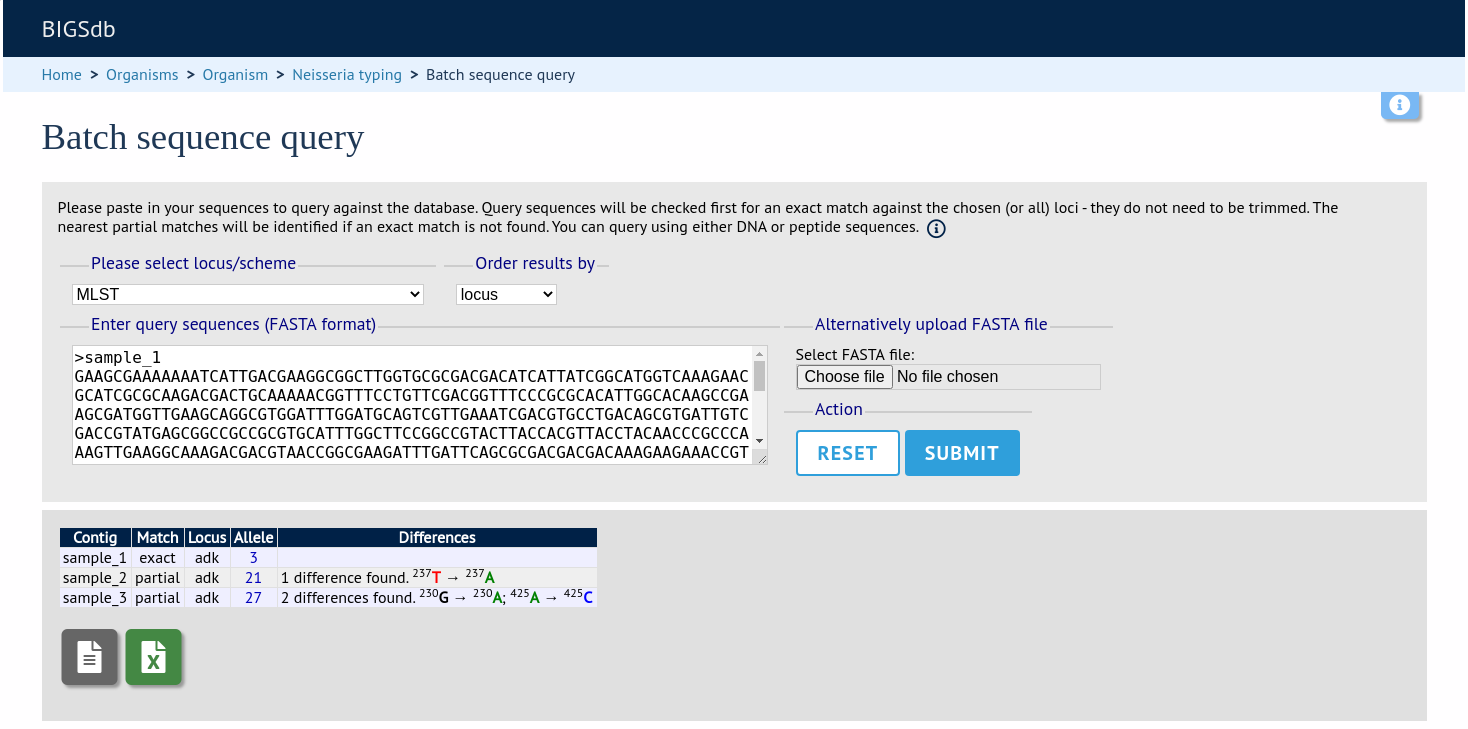 BIGSdb
Home > Organisms > Organism > Neisseria typing > Batch sequence query
Batch sequence query
Please paste in your sequences to query against the database. Query sequences will be checked first for an exact match against the chosen (or all) loci - they do not need to be trimmed. The
nearest partial matches will be identified if an exact match is not found. You can query using either DNA or peptide sequences.
Please select locus/scheme Order results by
MLST locus
Enter query sequences (FASTA format) Alternatively upload FASTA file
>sample_1
GAAGCGAAAAAAATCATTGACGAAGGCGGCTTGGTGCGCGACGACATCATTATCGGCATGGTCAAAGAAC
GCATCGCGCAAGACGACTGCAAAAACGGTTTCCTGTTCGACGGTTTCCCGCGCACATTGGCACAAGCCGA
AGCGATGGTTGAAGCAGGCGTGGATTTGGATGCAGTCGTTGAAATCGACGTGCCTGACAGCGTGATTGTC
GACCGTATGAGCGGCCGCCGCGTGCATTTGGCTTCCGGCCGTACTTACCACGTTACCTACAACCCGCCCA
AAGTTGAAGGCAAAGACGACGTAACCGGCGAAGATTTGATTCAGCGCGACGACGACAAAGAAGAAACCGT
Select FASTA file:
Choose file No file chosen
Action
RESET SUBMIT
Contig Match Locus Allele Differences
sample_1 exact adk 3
sample_2 partial adk 21 1 difference found. 237T → 237A
sample_3 partial adk 27 2 differences found. 230G → 230A; 425A → 425C